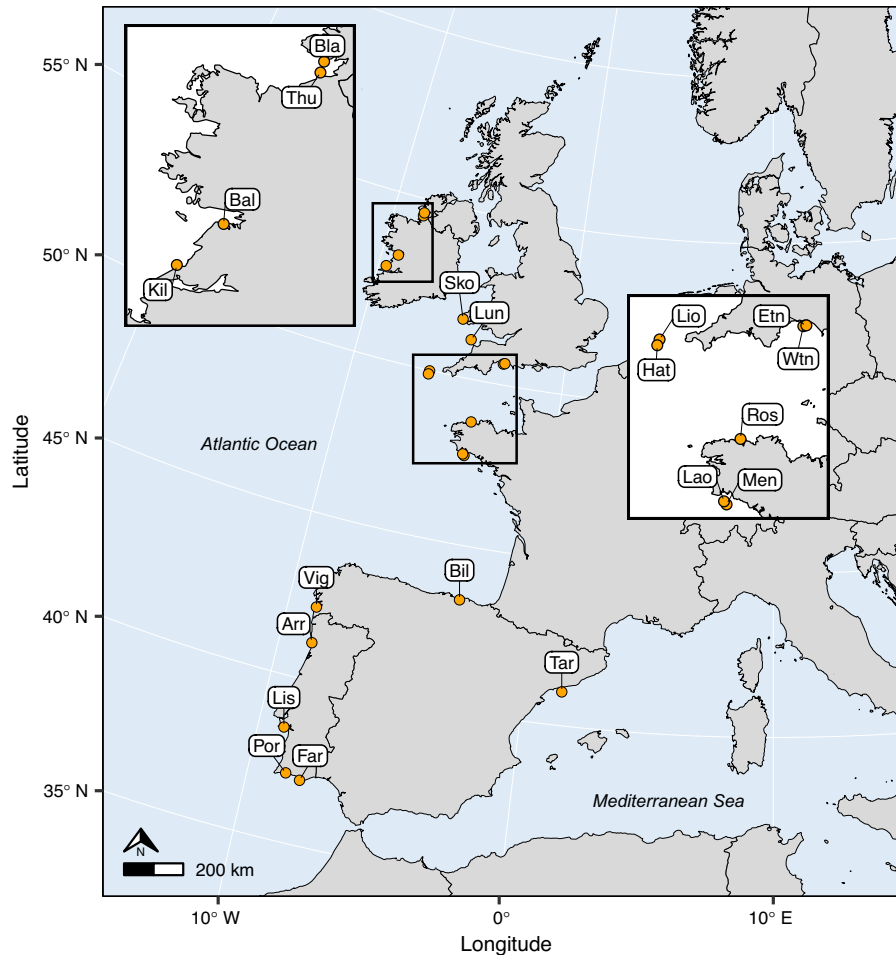 55° N
50° N
45° N
40° N
35° N
Latitude
Bla
Thu
Bal
Kil
Sko
Lun
Lio
Etn
Hat
Wtn
Ros
Lao
Men
Atlantic Ocean
Vig
Bil
Arr
Tar
Lis
Por
Far
Mediterranean Sea
N
200 km
10° W
0°
10° E
Longitude